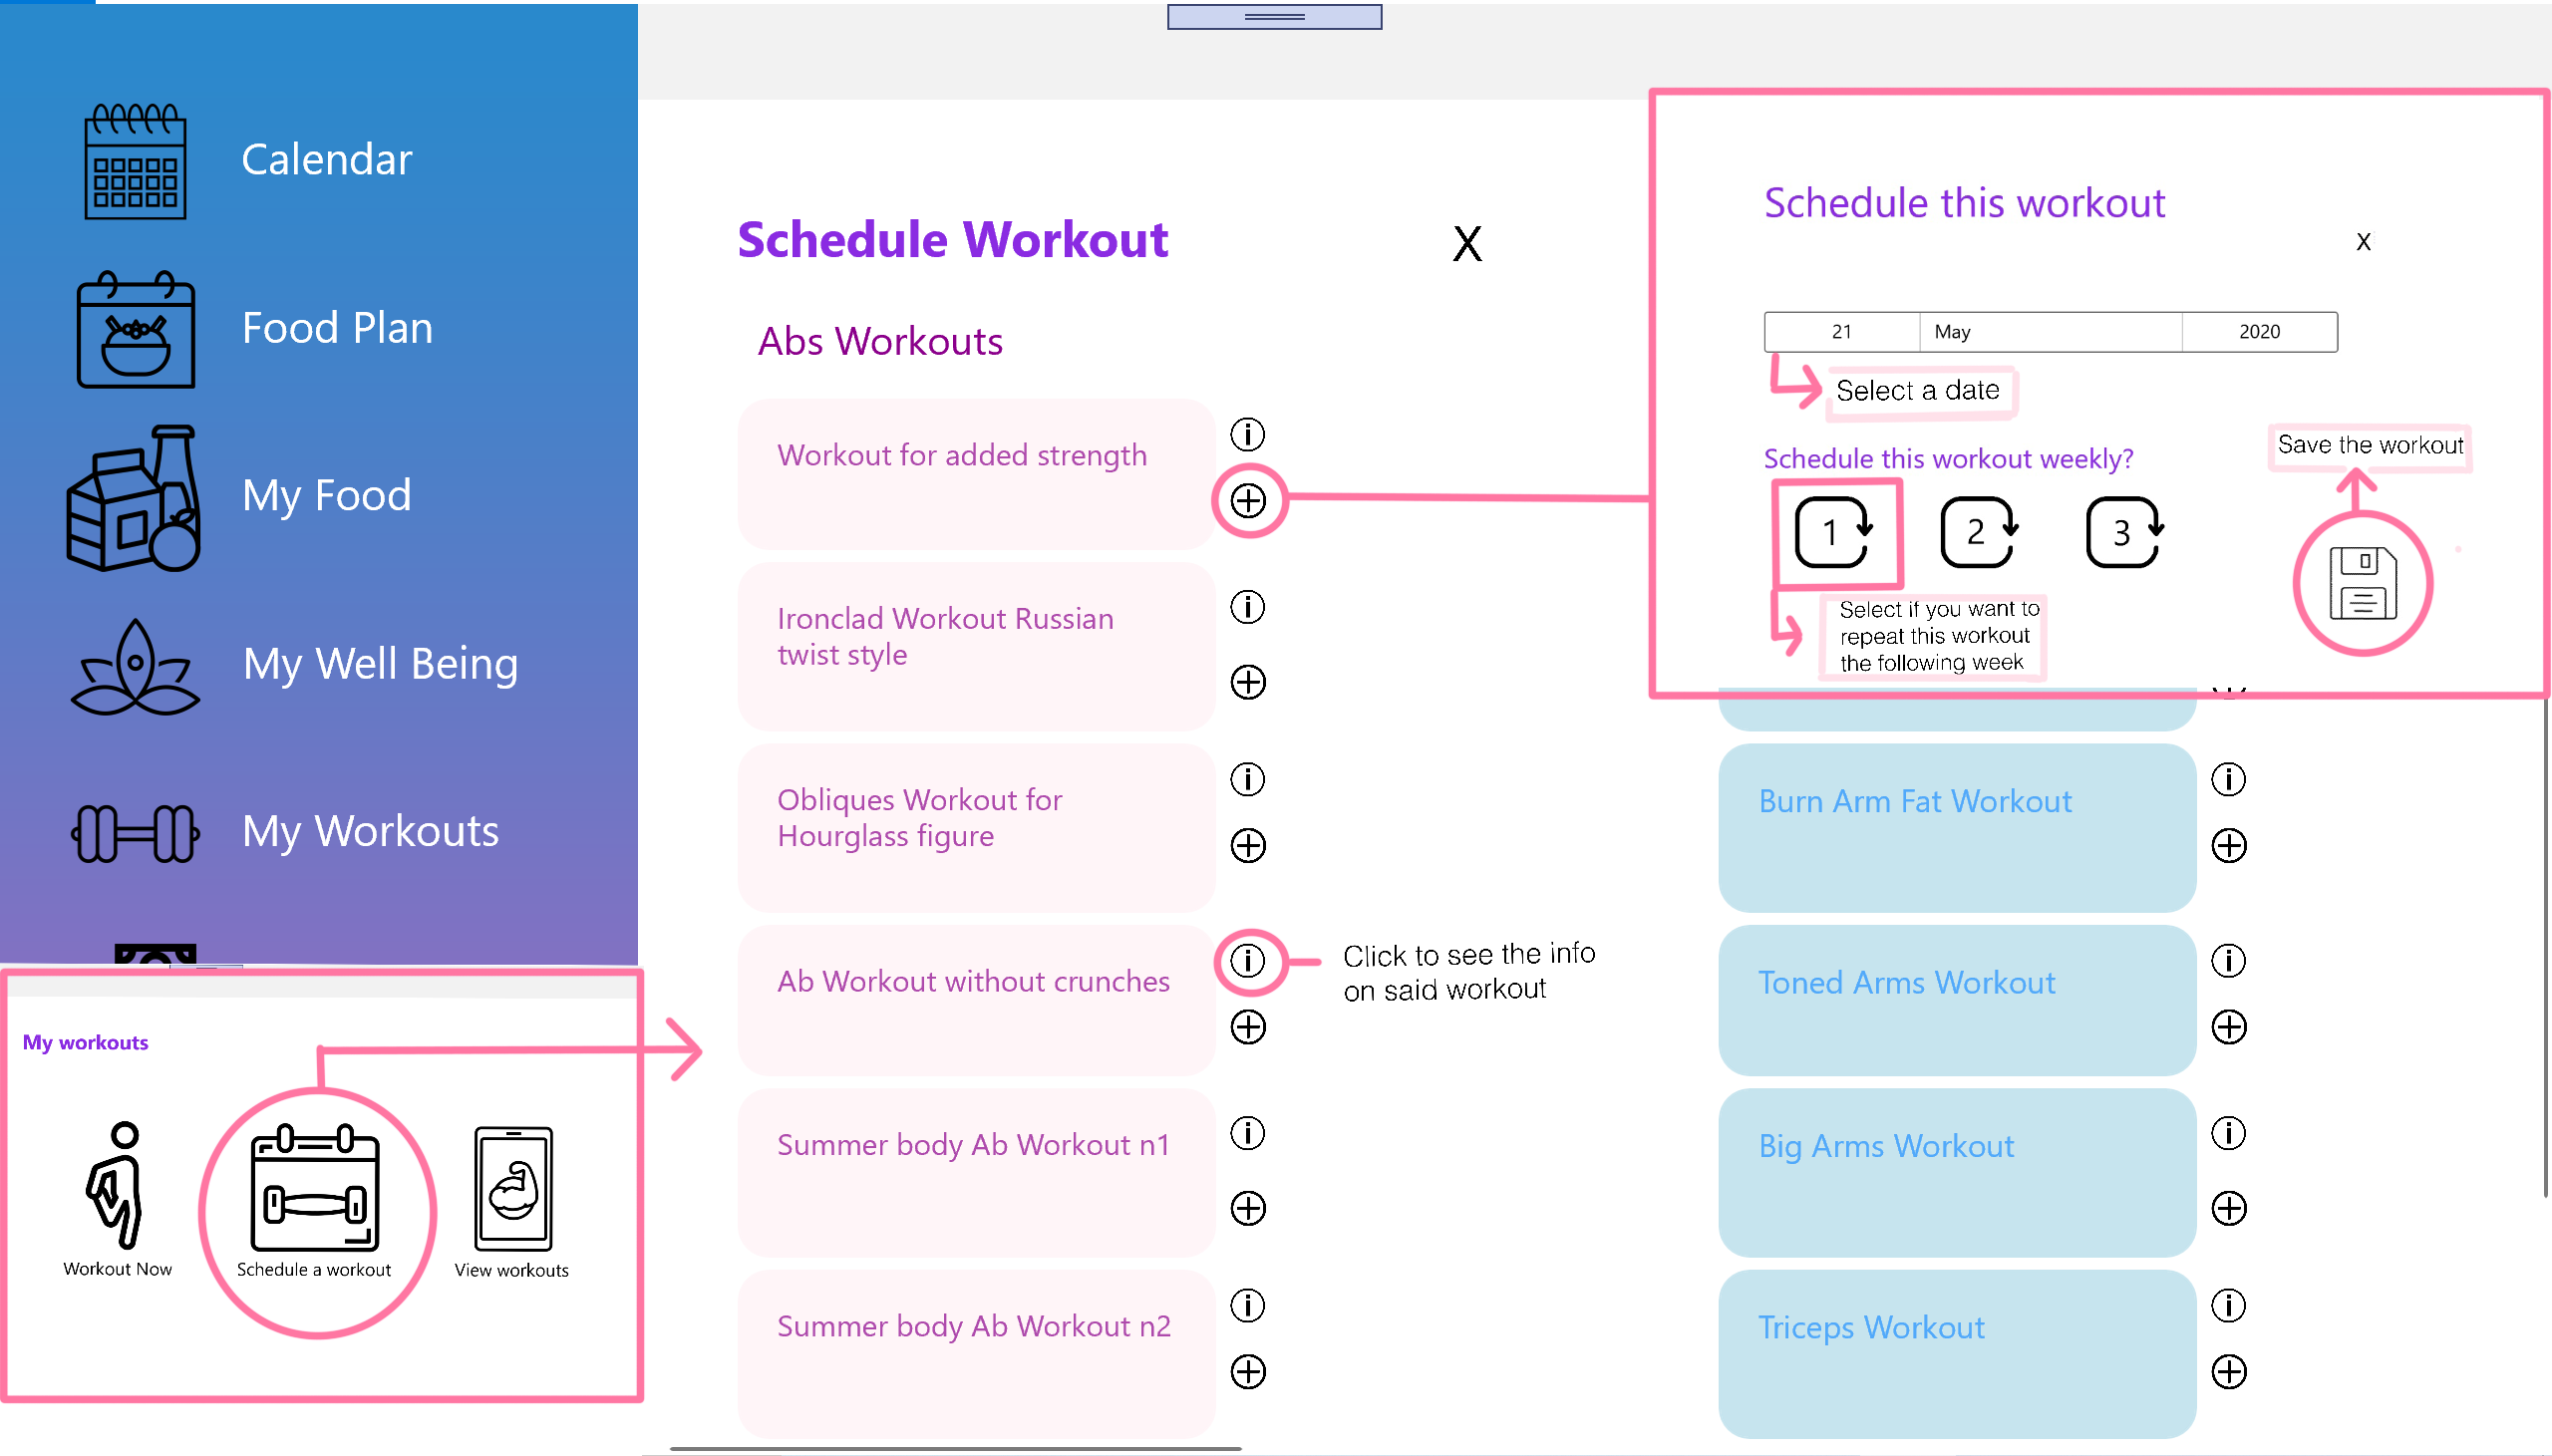 Calendar
Food Plan
My Food
My Well Being
My Workouts
My workouts
Workout Now
Schedule a workout
View workouts
Schedule Workout
X
Abs Workouts
Workout for added strength
Ironclad Workout Russian
twist style
Obliques Workout for
Hourglass figure
Ab Workout without crunches
Click to see the info
on said workout
Summer body Ab Workout n1
Summer body Ab Workout n2
Schedule this workout
X
21 May 2020
Select a date
Schedule this workout weekly?
Save the workout
1 2 3
Select if you want to
repeat this workout
the following week
Burn Arm Fat Workout
Toned Arms Workout
Big Arms Workout
Triceps Workout